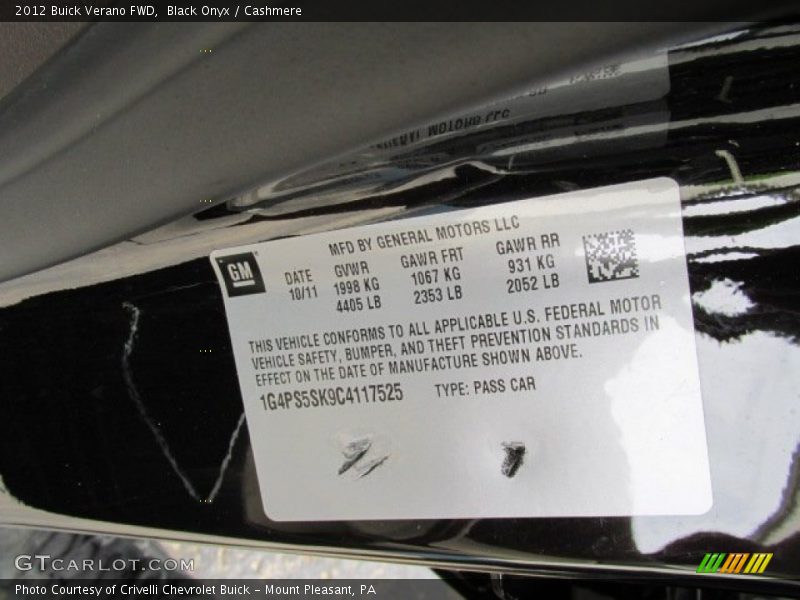 2012 Buick Verano FWD, Black Onyx / Cashmere
GENERAL MOTORS LLC
MFD BY GENERAL MOTORS LLC
GM
DATE GVWR GAWR FRT GAWR RR
10/11 1998 KG 1067 KG 931 KG
4405 LB 2353 LB 2052 LB
THIS VEHICLE CONFORMS TO ALL APPLICABLE U.S. FEDERAL MOTOR
VEHICLE SAFETY, BUMPER, AND THEFT PREVENTION STANDARDS IN
EFFECT ON THE DATE OF MANUFACTURE SHOWN ABOVE.
1G4PS5SK9C4117525 TYPE: PASS CAR
GTCARLOT.COM
Photo Courtesy of Crivelli Chevrolet Buick - Mount Pleasant, PA